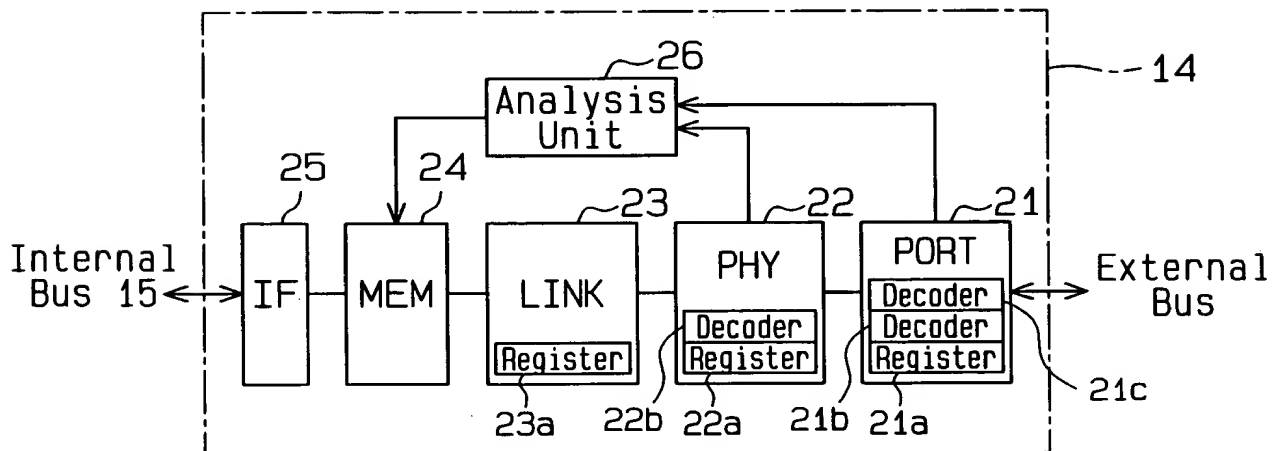 26
14
Analysis
Unit
25
24
23
22
21
Internal
Bus 15
IF
MEM
LINK
PHY
PORT
External
Bus
Decoder
Decoder
Decoder
Register
Register
Register
23a
22b
22a
21b
21a
21c